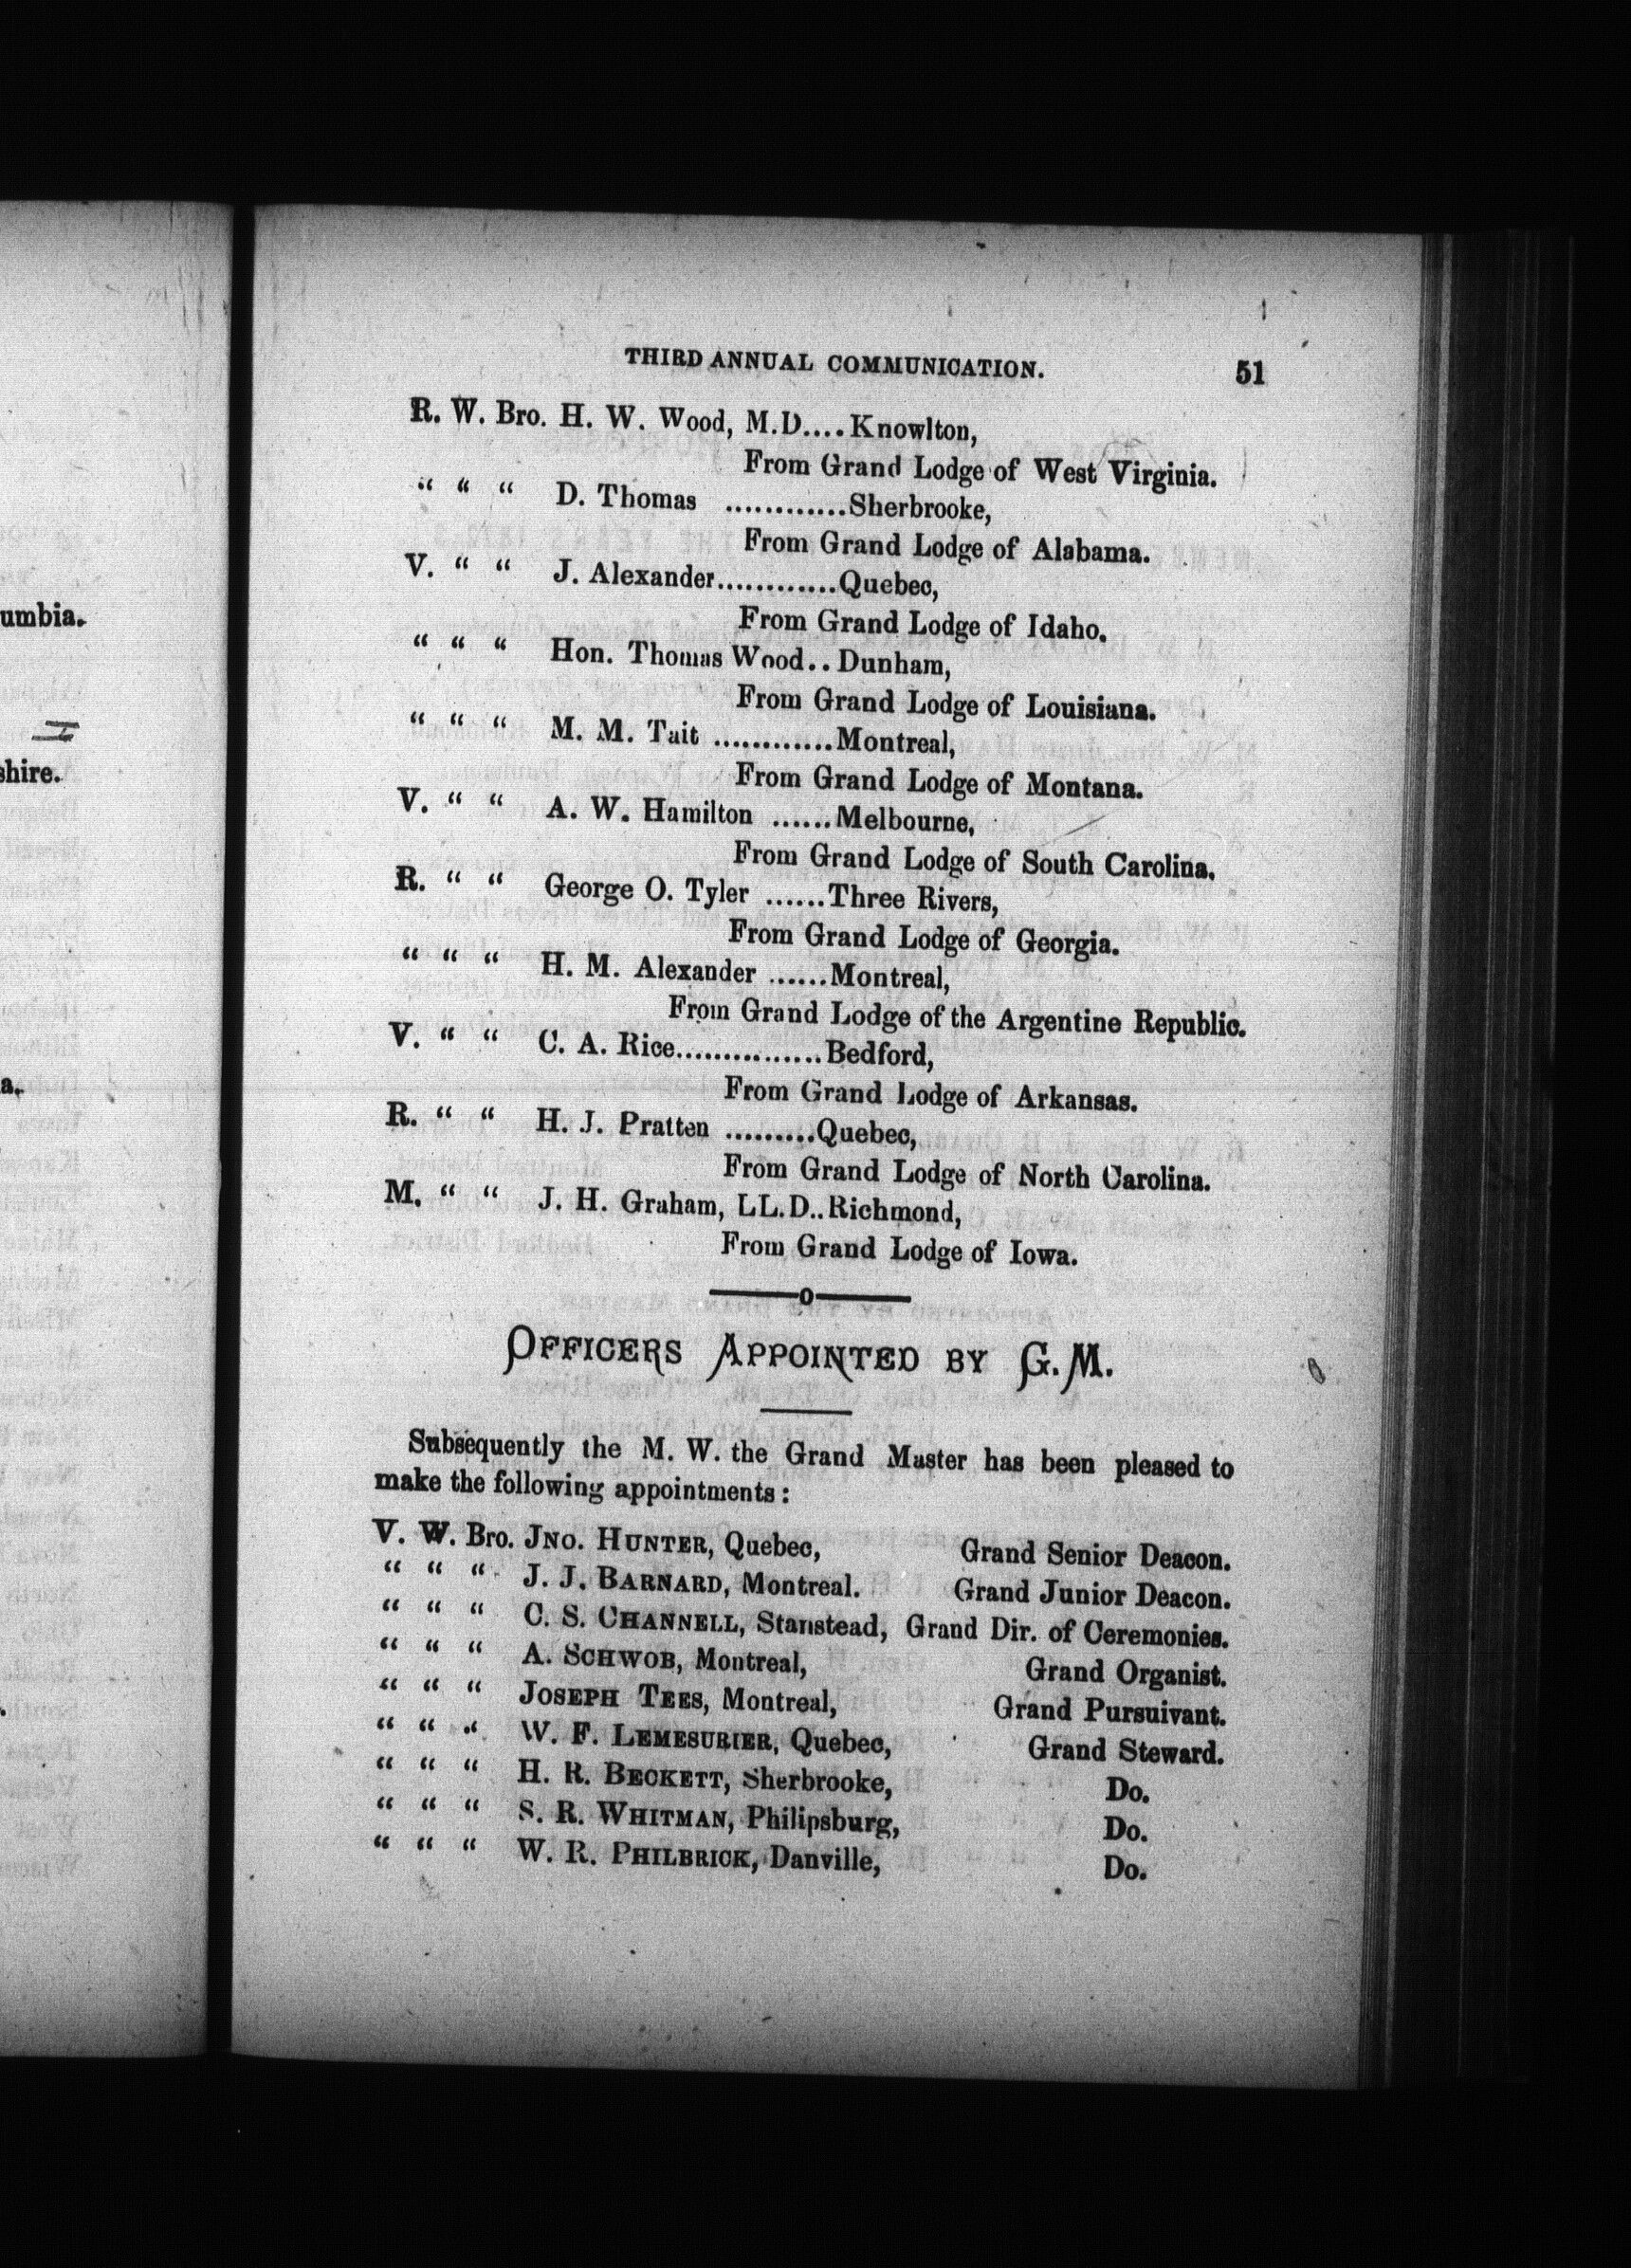 umbia.
shire.
a.
THIRD ANNUAL COMMUNICATION. 51
R. W. Bro. H. W. Wood, M.D....Knowlton,
From Grand Lodge of West Virginia.
“ “ “ D. Thomas ............Sherbrooke,
From Grand Lodge of Alabama.
V. “ “ J. Alexander............Quebec,
From Grand Lodge of Idaho.
“ “ “ Hon. Thomas Wood..Dunham,
From Grand Lodge of Louisiana.
“ “ “ M. M. Tait ............Montreal,
From Grand Lodge of Montana.
V. “ “ A. W. Hamilton ......Melbourne,
From Grand Lodge of South Carolina.
R. “ “ George O. Tyler ......Three Rivers,
From Grand Lodge of Georgia.
“ “ “ H. M. Alexander ......Montreal,
From Grand Lodge of the Argentine Republic.
V. “ “ C. A. Rice...............Bedford,
From Grand Lodge of Arkansas.
R. “ “ H. J. Pratten .........Quebec,
From Grand Lodge of North Carolina.
M. “ “ J. H. Graham, LL.D..Richmond,
From Grand Lodge of Iowa.
OFFICERS APPOINTED BY G. M.
Subsequently the M. W. the Grand Master has been pleased to
make the following appointments:
V. W. Bro. JNO. HUNTER, Quebec, Grand Senior Deacon.
“ “ “ J. J. BARNARD, Montreal. Grand Junior Deacon.
“ “ “ C. S. CHANNELL, Stanstead, Grand Dir. of Ceremonies.
“ “ “ A. SCHWOB, Montreal, Grand Organist.
“ “ “ JOSEPH TEES, Montreal, Grand Pursuivant.
“ “ “ W. F. LEMESURIER, Quebec, Grand Steward.
“ “ “ H. R. BECKETT, Sherbrooke, Do.
“ “ “ S. R. WHITMAN, Philipsburg, Do.
“ “ “ W. R. PHILBRICK, Danville, Do.